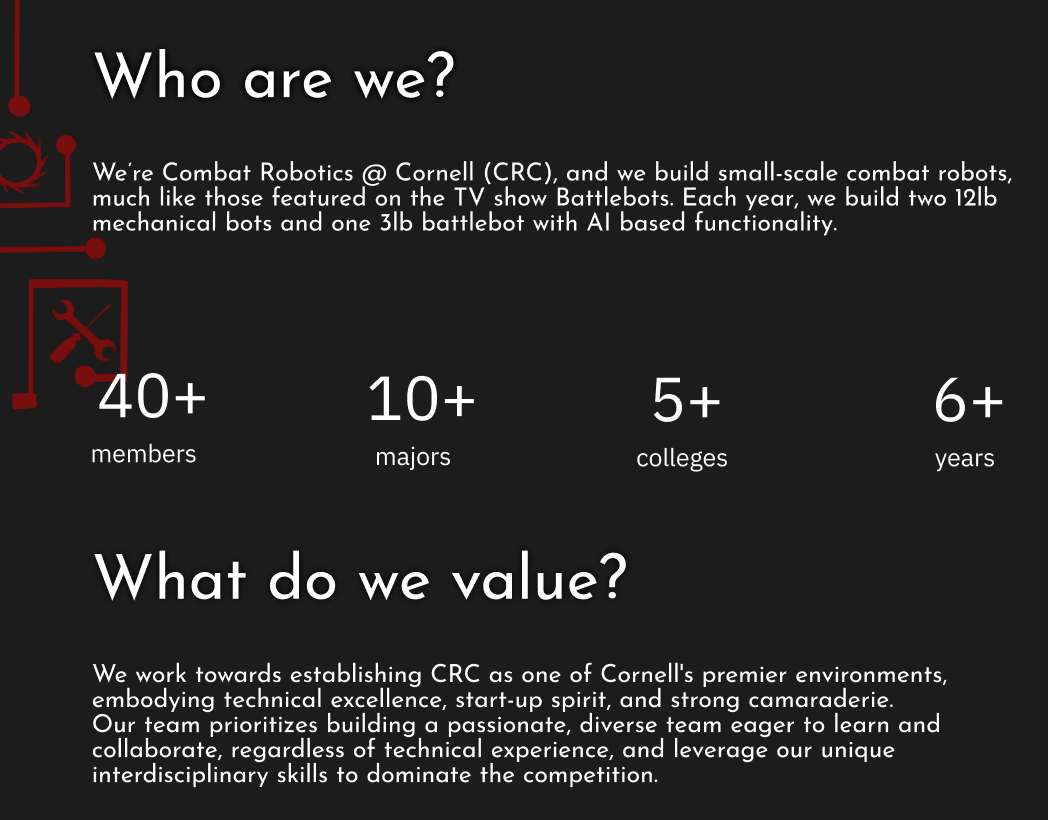 Who are we?
We're Combat Robotics @ Cornell (CRC), and we build small-scale combat robots,
much like those featured on the TV show Battlebots. Each year, we build two 12lb
mechanical bots and one 3lb battlebot with AI based functionality.
40+ 10+ 5+ 6+
members majors colleges years
What do we value?
We work towards establishing CRC as one of Cornell's premier environments,
embodying technical excellence, start-up spirit, and strong camaraderie.
Our team prioritizes building a passionate, diverse team eager to learn and
collaborate, regardless of technical experience, and leverage our unique
interdisciplinary skills to dominate the competition.